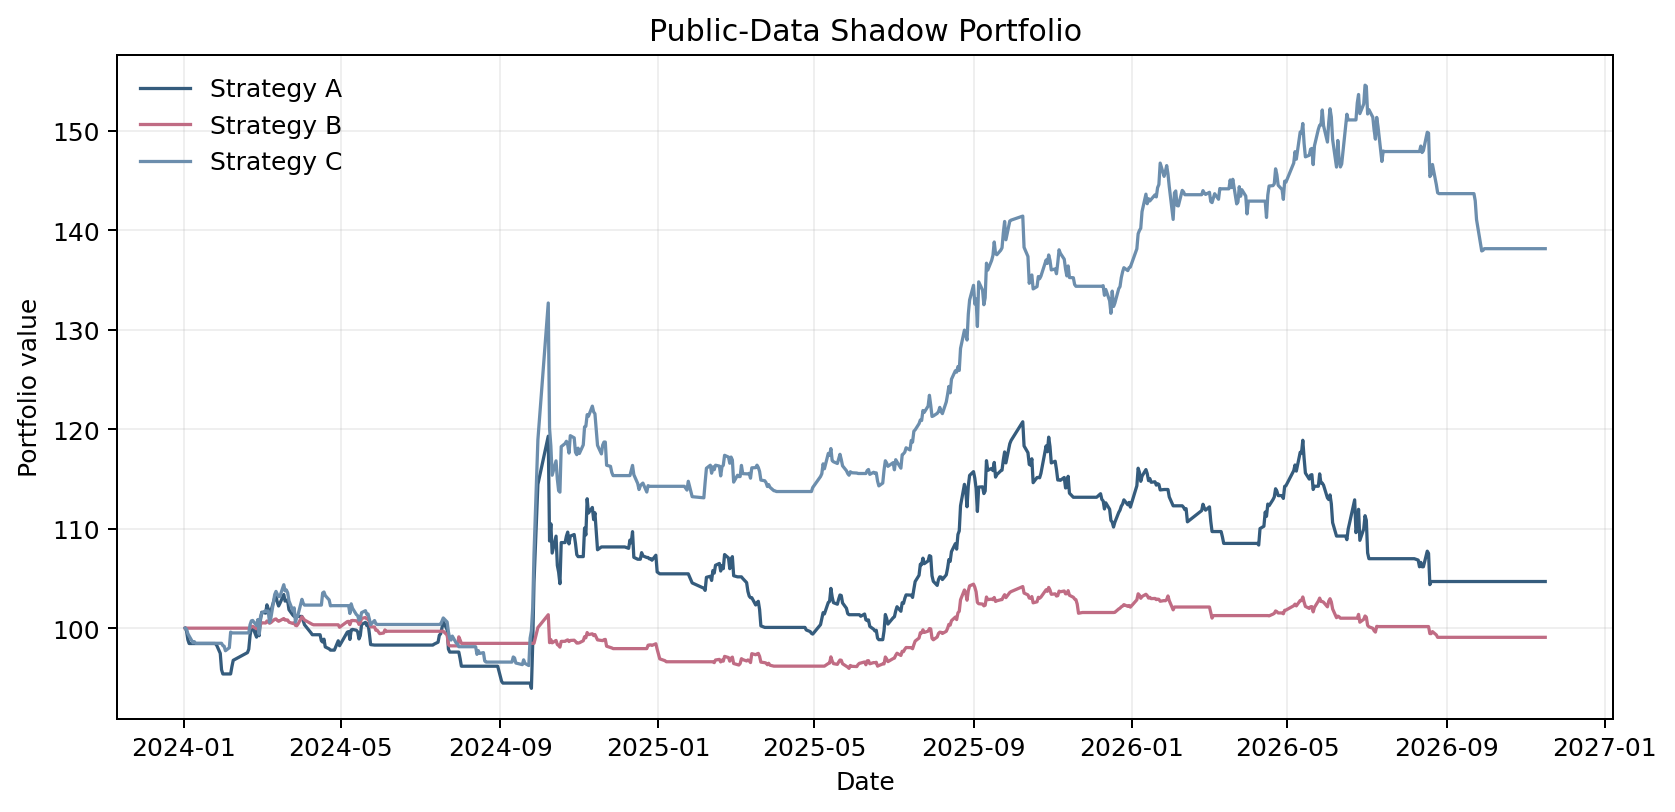 Public-Data Shadow Portfolio
Strategy A
Strategy B
Strategy C
150
140
130
120
110
100
Portfolio value
2024-01 2024-05 2024-09 2025-01 2025-05 2025-09 2026-01 2026-05 2026-09 2027-01
Date